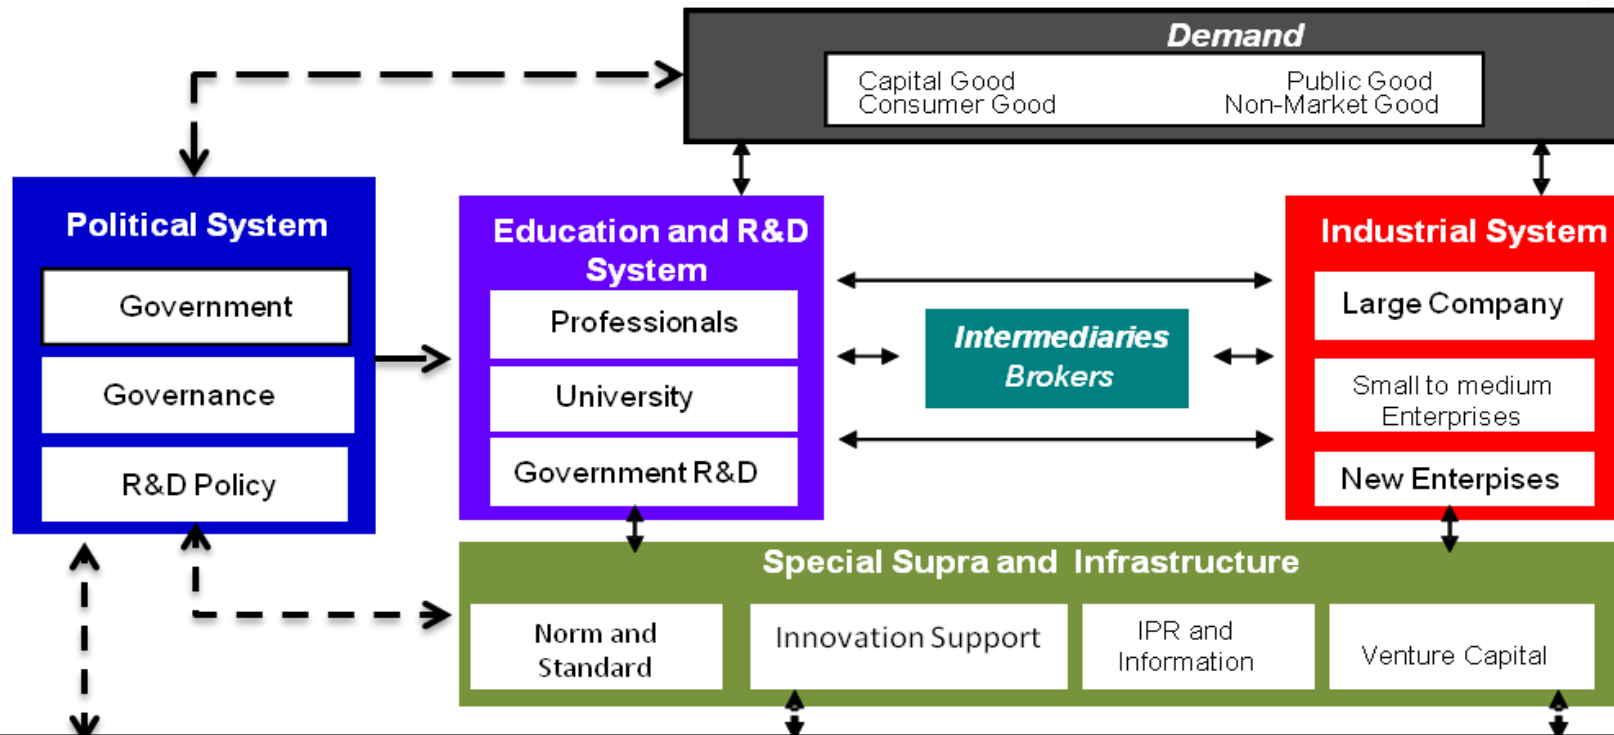 Demand
Capital Good Public Good
Consumer Good Non-Market Good
Political System
Government
Governance
R&D Policy
Education and R&D
System
Professionals
University
Government R&D
Intermediaries
Brokers
Industrial System
Large Company
Small to medium
Enterprises
New Enterpises
Special Supra and Infrastructure
Norm and
Standard
Innovation Support
IPR and
Information
Venture Capital